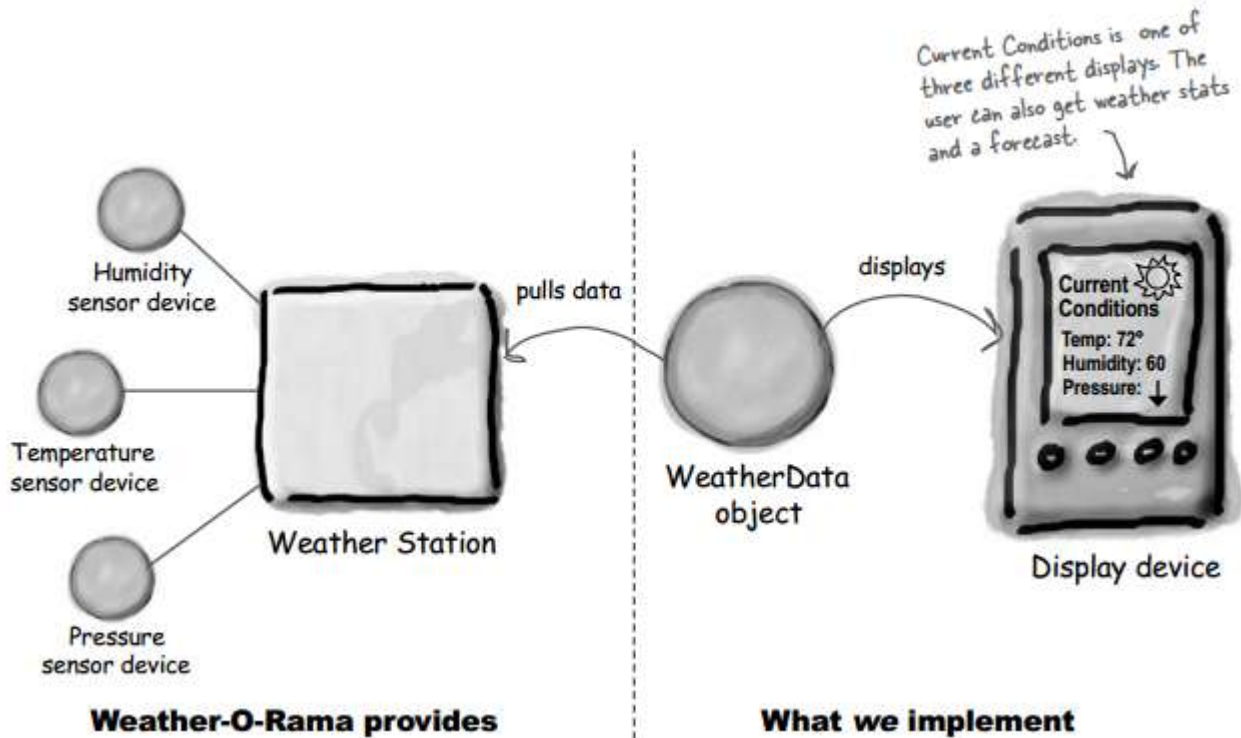 Current Conditions is one of
three different displays. The
user can also get weather stats
and a forecast.
Humidity
sensor device
Temperature
sensor device
Pressure
sensor device
Weather Station
pulls data
WeatherData
object
displays
Current
Conditions
Temp: 72°
Humidity: 60
Pressure:
Display device
Weather-O-Rama provides
What we implement